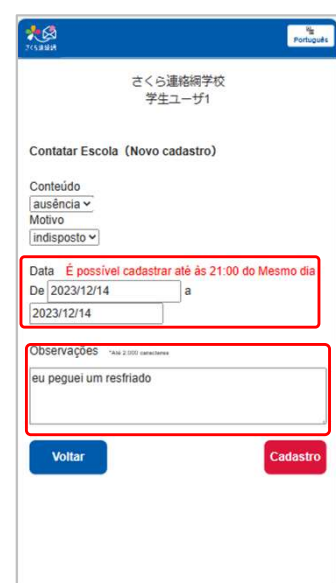 さくら連絡網
Português
さくら連絡網学校
学生ユーザ1
Contatar Escola（Novo cadastro）
Conteúdo
ausência
Motivo
indisposto
Data É possível cadastrar até às 21:00 do Mesmo dia
De 2023/12/14 a
2023/12/14
Observações *Até 2.000 caracteres
eu peguei um resfriado
Voltar Cadastro